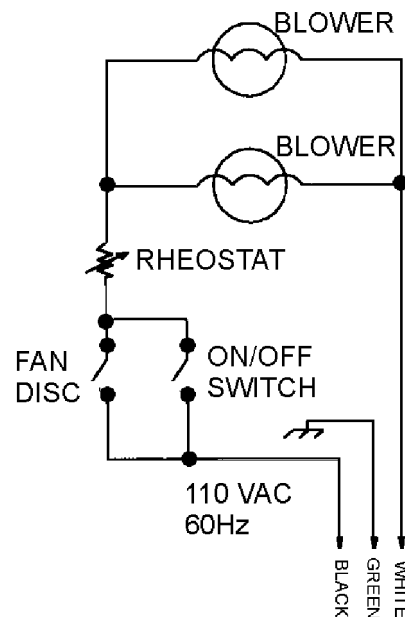 BLOWER
BLOWER
RHEOSTAT
FAN
DISC
ON/OFF
SWITCH
110 VAC
60Hz
BLACK
GREEN
WHITE